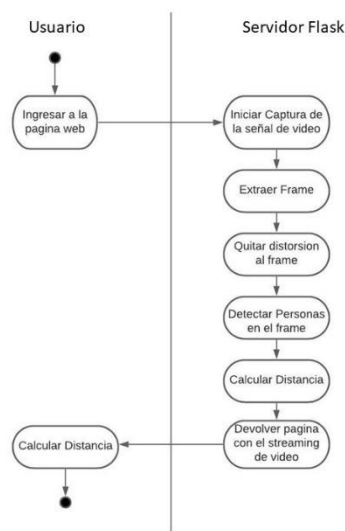 Usuario
Servidor Flask
Ingresar a la
pagina web
Iniciar Captura de
la señal de video
Extraer Frame
Quitar distorsion
al frame
Detectar Personas
en el frame
Calcular Distancia
Devolver pagina
con el streaming
de video
Calcular Distancia